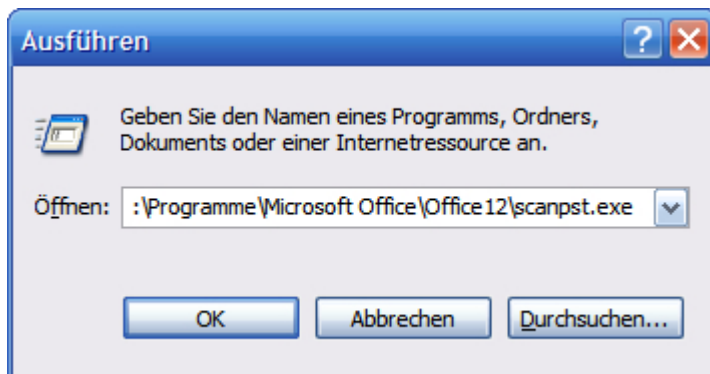 Ausführen
Geben Sie den Namen eines Programms, Ordners,
Dokuments oder einer Internetressource an.
Öffnen: :\Programme\Microsoft Office\Office12\scanpst.exe
OK Abbrechen Durchsuchen...